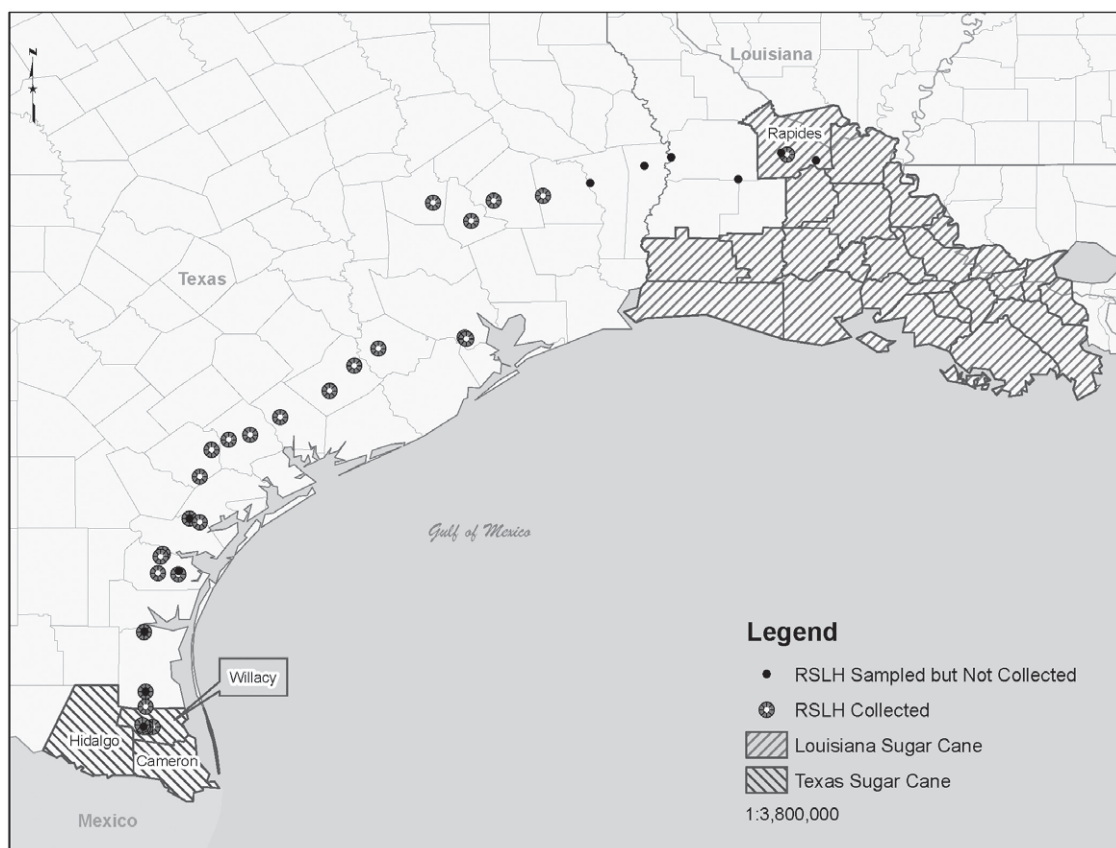 N
Louisiana
Rapides
Texas
Gulf of Mexico
Willacy
Hidalgo
Cameron
Mexico
Legend
RSLH Sampled but Not Collected
RSLH Collected
Louisiana Sugar Cane
Texas Sugar Cane
1:3,800,000